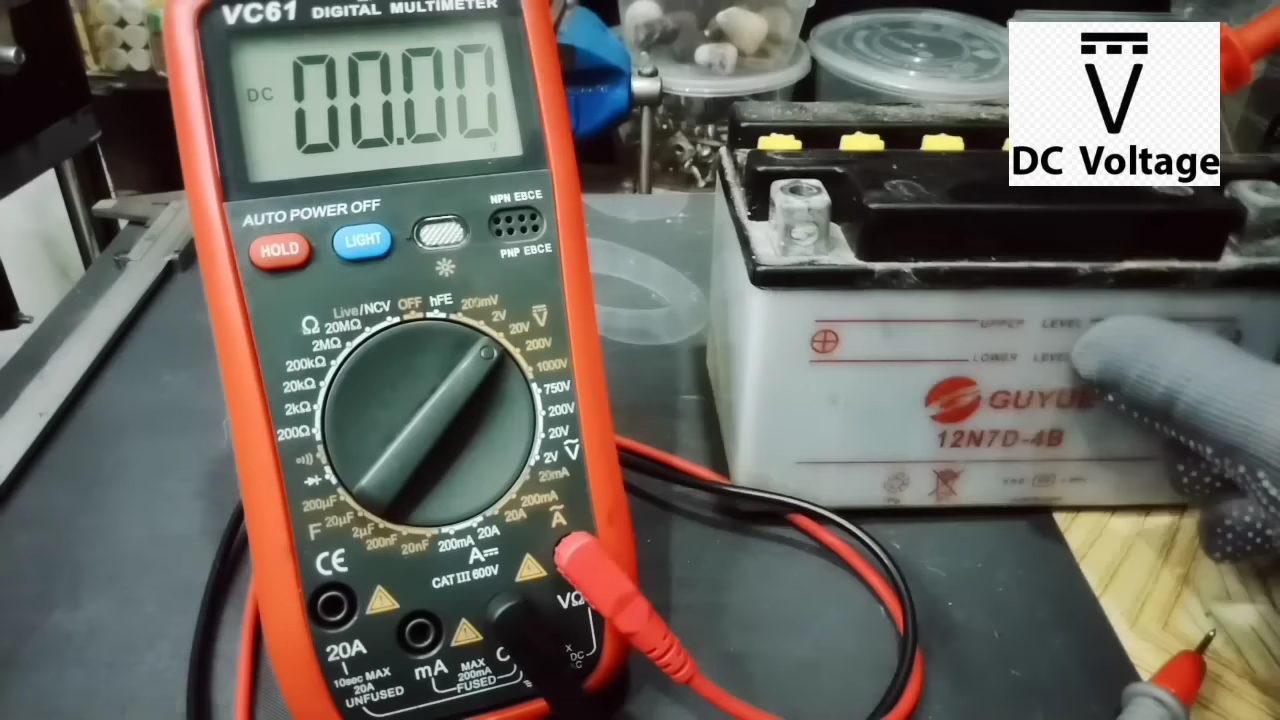 VC61 DIGITAL MULTIMETER
DC 00.00 V
AUTO POWER OFF
HOLD
LIGHT
NPN EBCE
PNP EBCE
Live/NCV
OFF
hFE
200mV
2V
20V
200V
1000V
V
750V
200V
20V
2V
V
20mA
200mA
20A
A
20A
200mA
A
20nF
200nF
2µF
20µF
200µF
F
200Ω
2kΩ
20kΩ
200kΩ
2MΩ
20MΩ
Ω
CE
CAT III 600V
VΩ
20A
10sec MAX
20A
UNFUSED
mA
MAX
200mA
FUSED
DC
V
DC Voltage
UPPER LEVEL
LOWER LEVEL
12N7D-4B
Pb